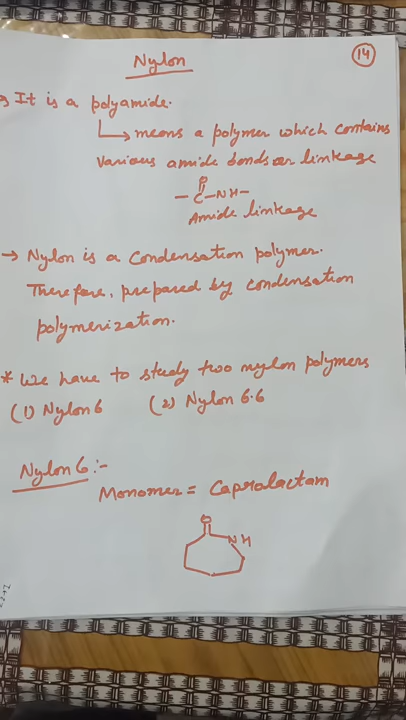 Nylon
14
→ It is a polyamide.
↳ means a polymer which contains
various amide bonds or linkage
O
– C – NH –
Amide linkage
→ Nylon is a Condensation polymer.
Therefore, prepared by condensation
polymerization.
* We have to study two nylon polymers
(1) Nylon 6 (2) Nylon 6.6
Nylon 6 :-
Monomer = Caprolactam
O
NH